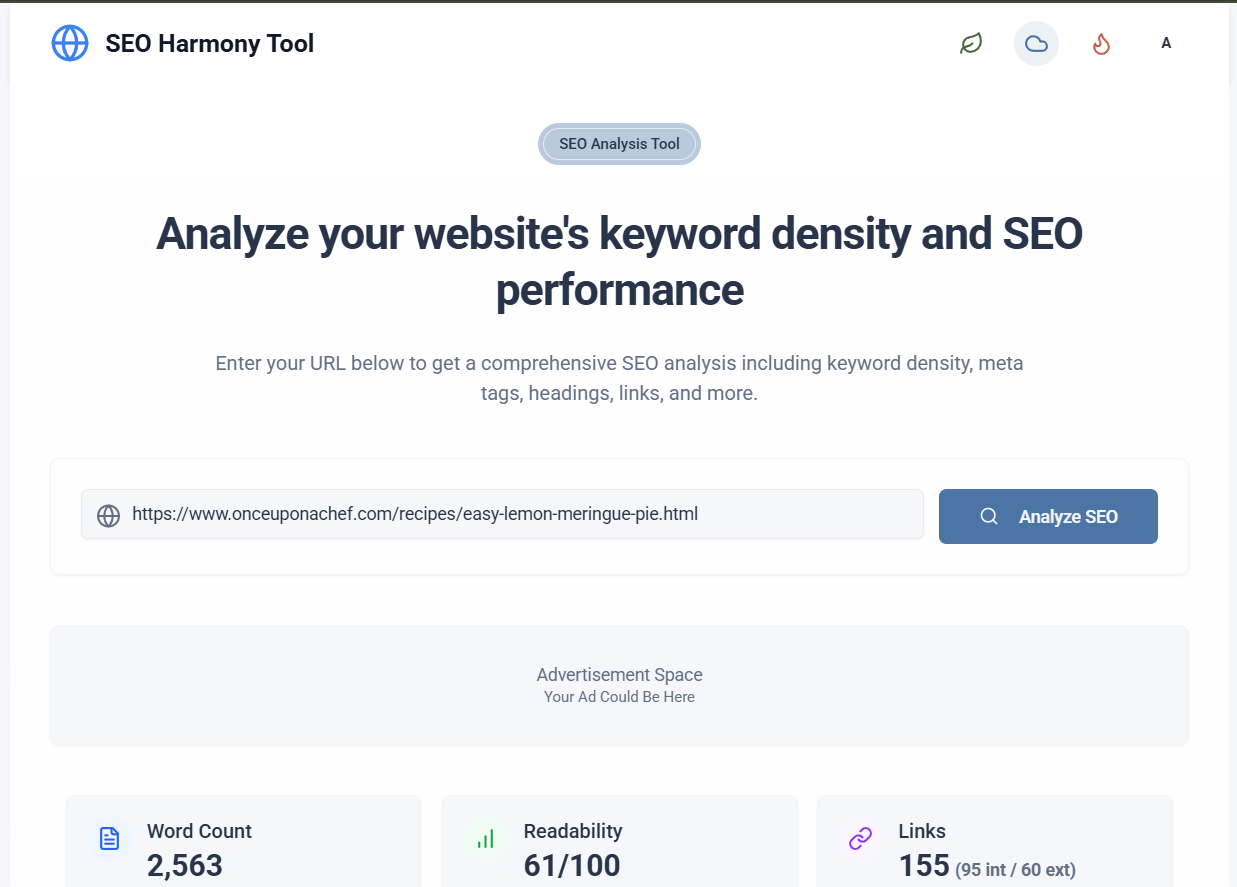 SEO Harmony Tool
A
SEO Analysis Tool
Analyze your website's keyword density and SEO
performance
Enter your URL below to get a comprehensive SEO analysis including keyword density, meta
tags, headings, links, and more.
https://www.onceuponachef.com/recipes/easy-lemon-meringue-pie.html
Analyze SEO
Advertisement Space
Your Ad Could Be Here
Word Count
2,563
Readability
61/100
Links
155 (95 int / 60 ext)